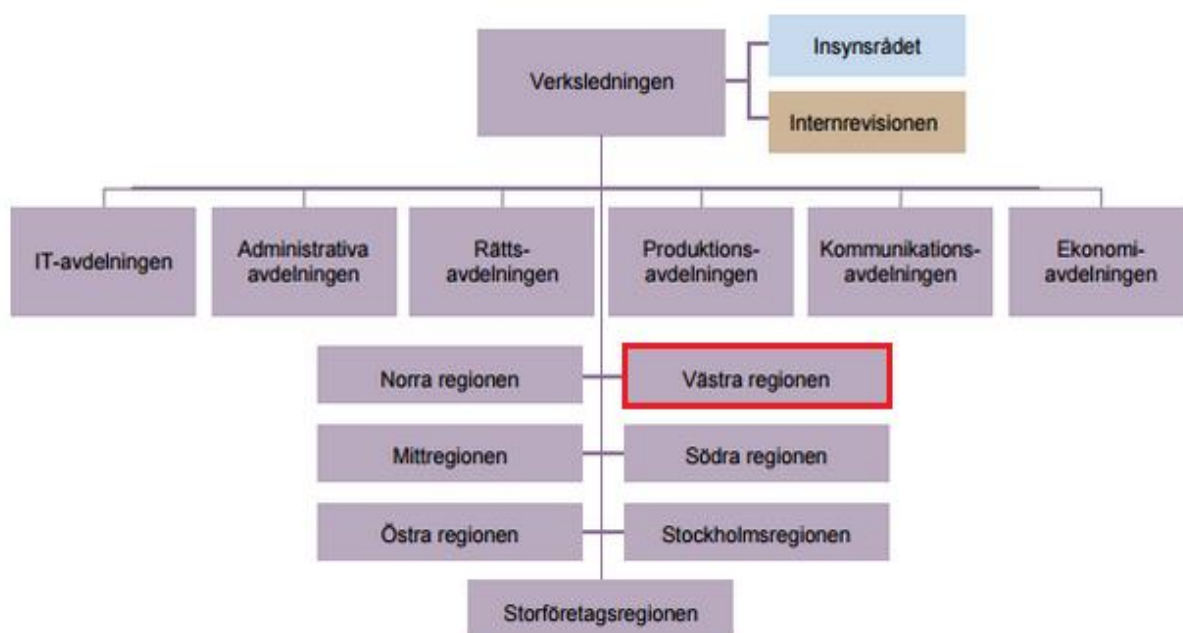 Insynsrådet
Verksledningen
Internrevisionen
IT-avdelningen
Administrativa
avdelningen
Rätts-
avdelningen
Produktions-
avdelningen
Kommunikations-
avdelningen
Ekonomi-
avdelningen
Norra regionen
Västra regionen
Mittregionen
Södra regionen
Östra regionen
Stockholmsregionen
Storföretagsregionen